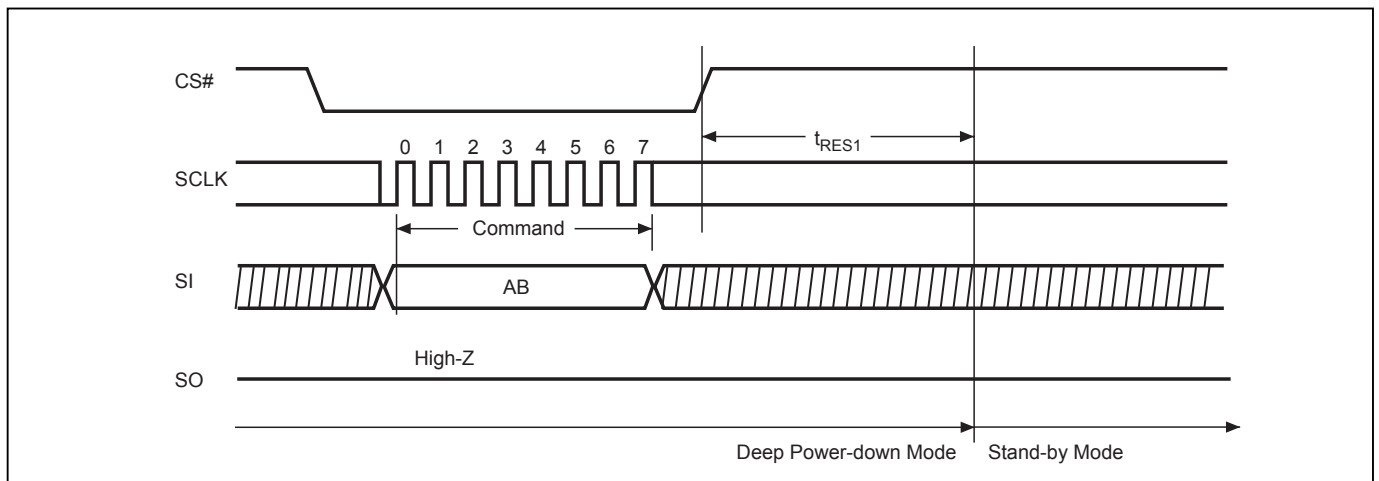 CS#
tRES1
0 1 2 3 4 5 6 7
SCLK
Command
SI
AB
High-Z
SO
Deep Power-down Mode Stand-by Mode